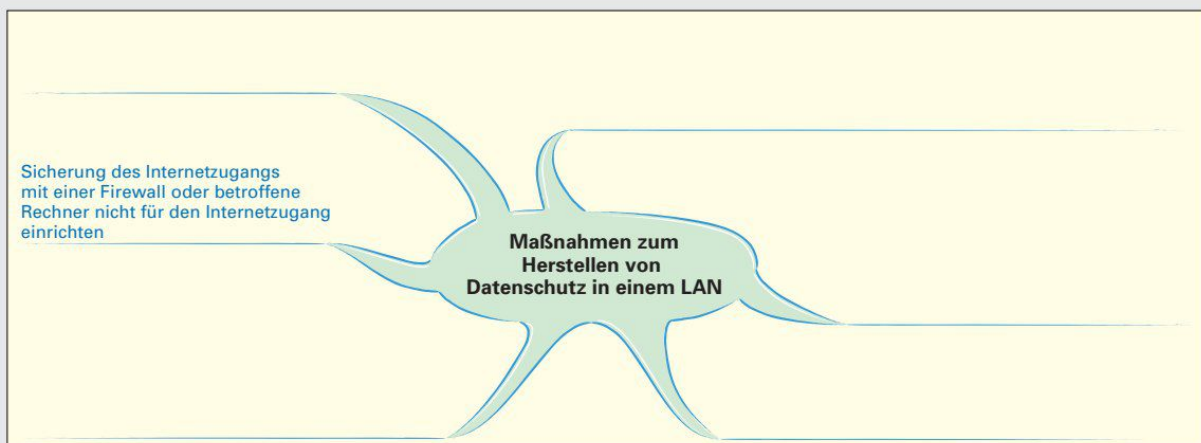 Sicherung des Internetzugangs
mit einer Firewall oder betroffene
Rechner nicht für den Internetzugang
einrichten
Maßnahmen zum
Herstellen von
Datenschutz in einem LAN